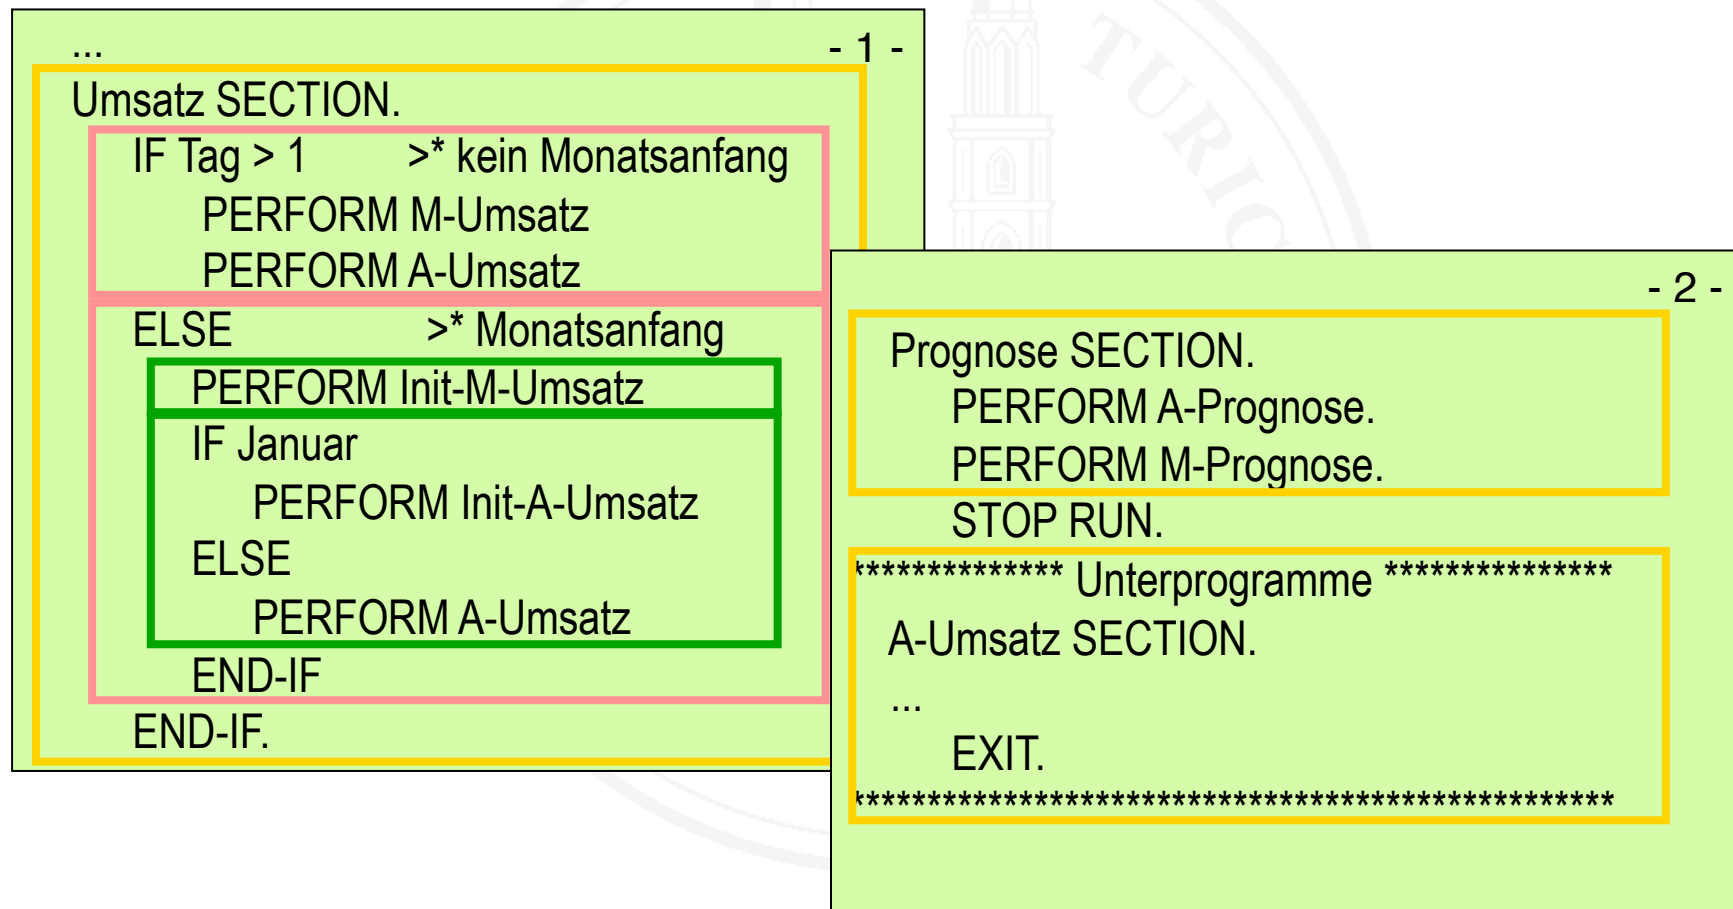 ...
- 1 -
Umsatz SECTION.
IF Tag > 1 >* kein Monatsanfang
PERFORM M-Umsatz
PERFORM A-Umsatz
ELSE >* Monatsanfang
PERFORM Init-M-Umsatz
IF Januar
PERFORM Init-A-Umsatz
ELSE
PERFORM A-Umsatz
END-IF
END-IF.
- 2 -
Prognose SECTION.
PERFORM A-Prognose.
PERFORM M-Prognose.
STOP RUN.
************** Unterprogramme ***************
A-Umsatz SECTION.
...
EXIT.
**************************************************
TURIC